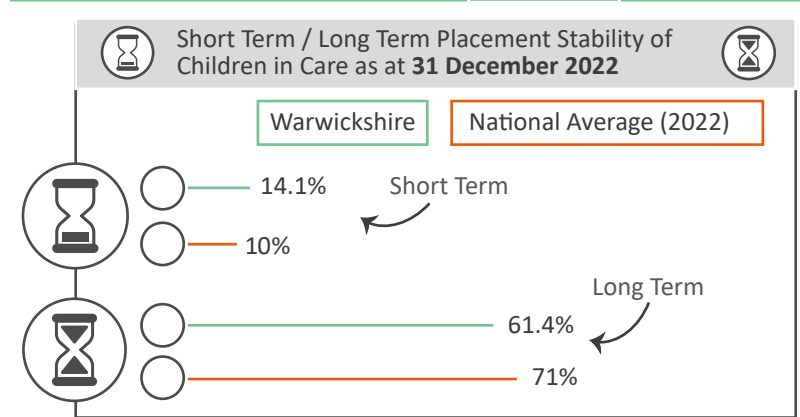 Short Term / Long Term Placement Stability of
Children in Care as at 31 December 2022
Warwickshire
National Average (2022)
14.1%
Short Term
10%
Long Term
61.4%
71%